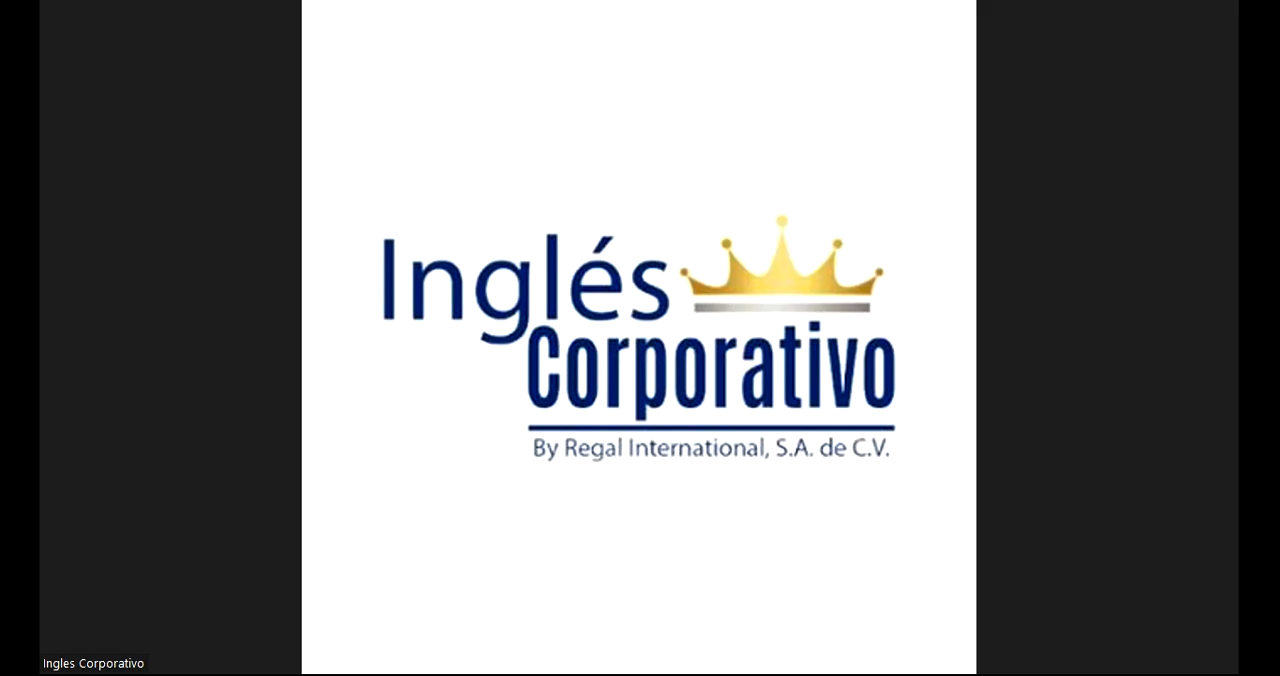 Inglés
Corporativo
By Regal International, S.A. de C.V.
Ingles Corporativo